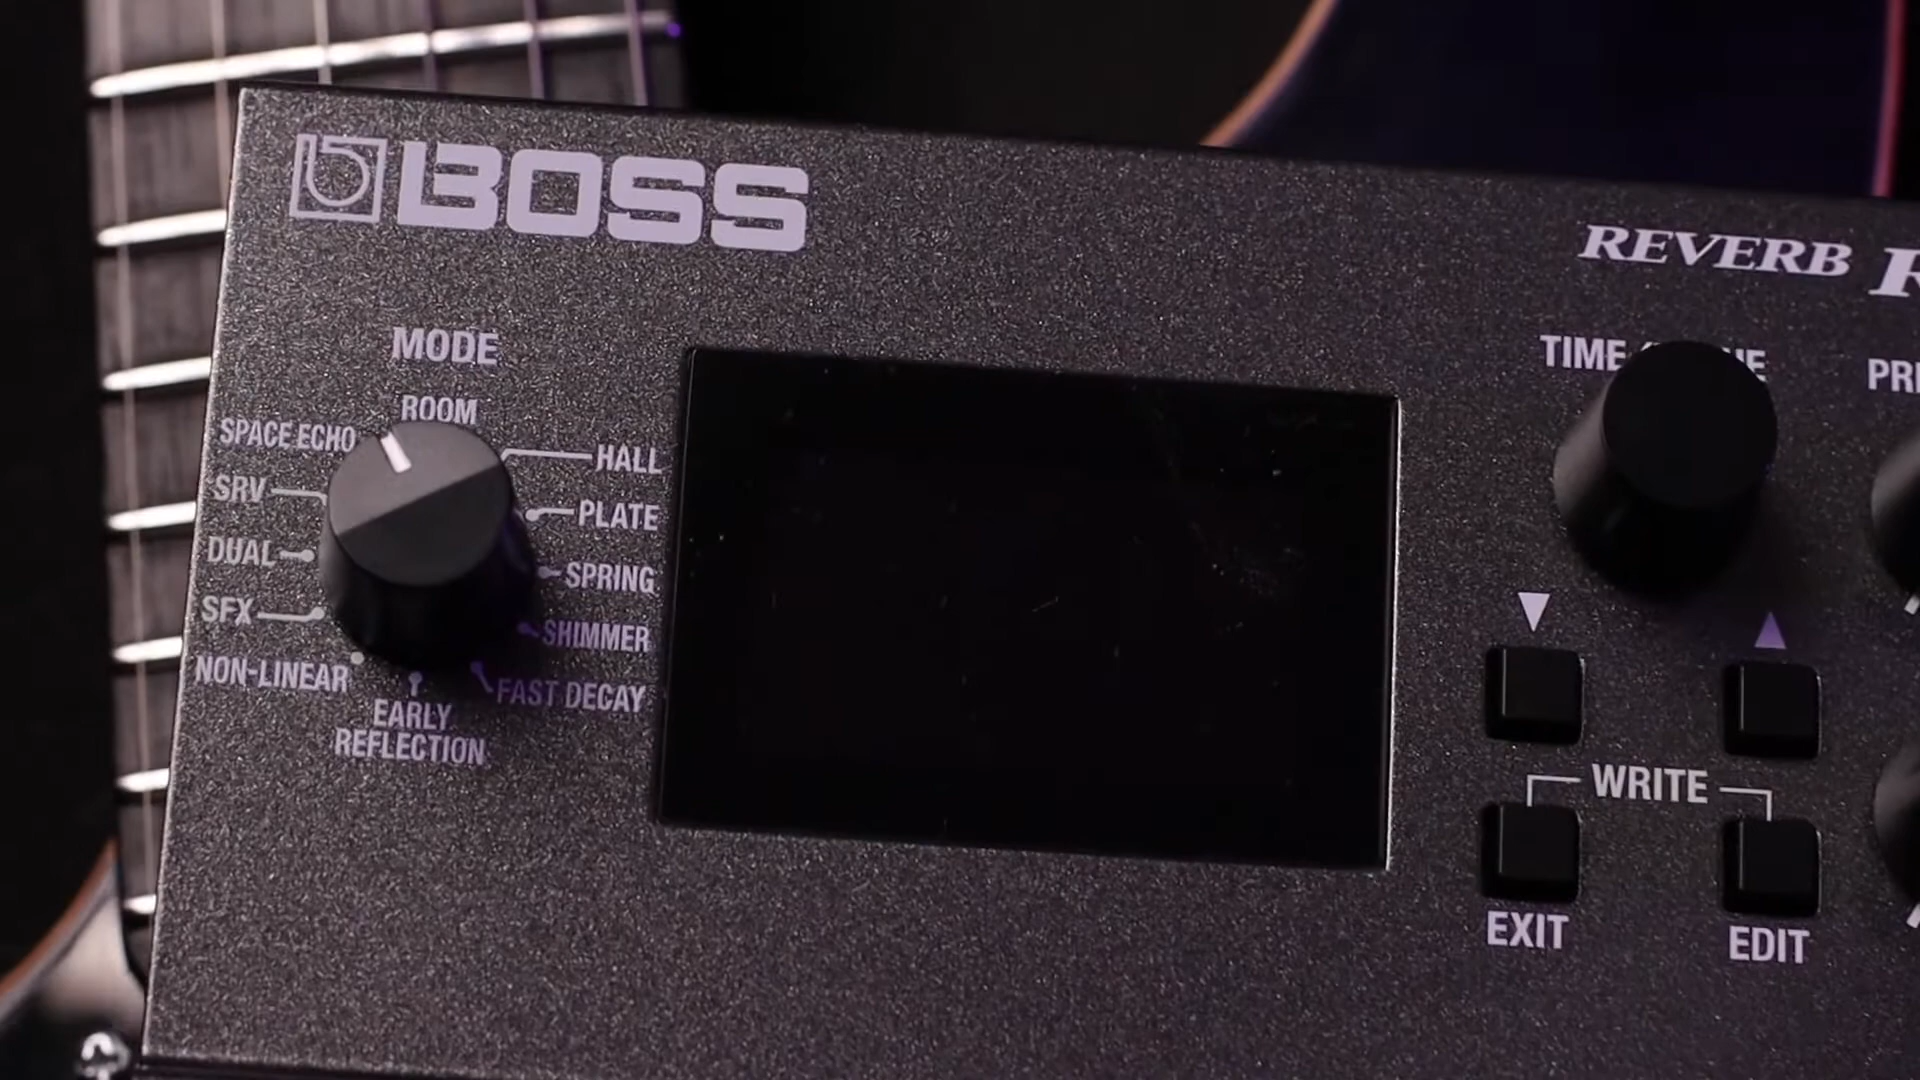 BOSS
REVERB
MODE
TIME
ROOM
SPACE ECHO
HALL
SRV
PLATE
DUAL
SPRING
SFX
SHIMMER
NON-LINEAR
FAST DECAY
EARLY
REFLECTION
WRITE
EXIT
EDIT